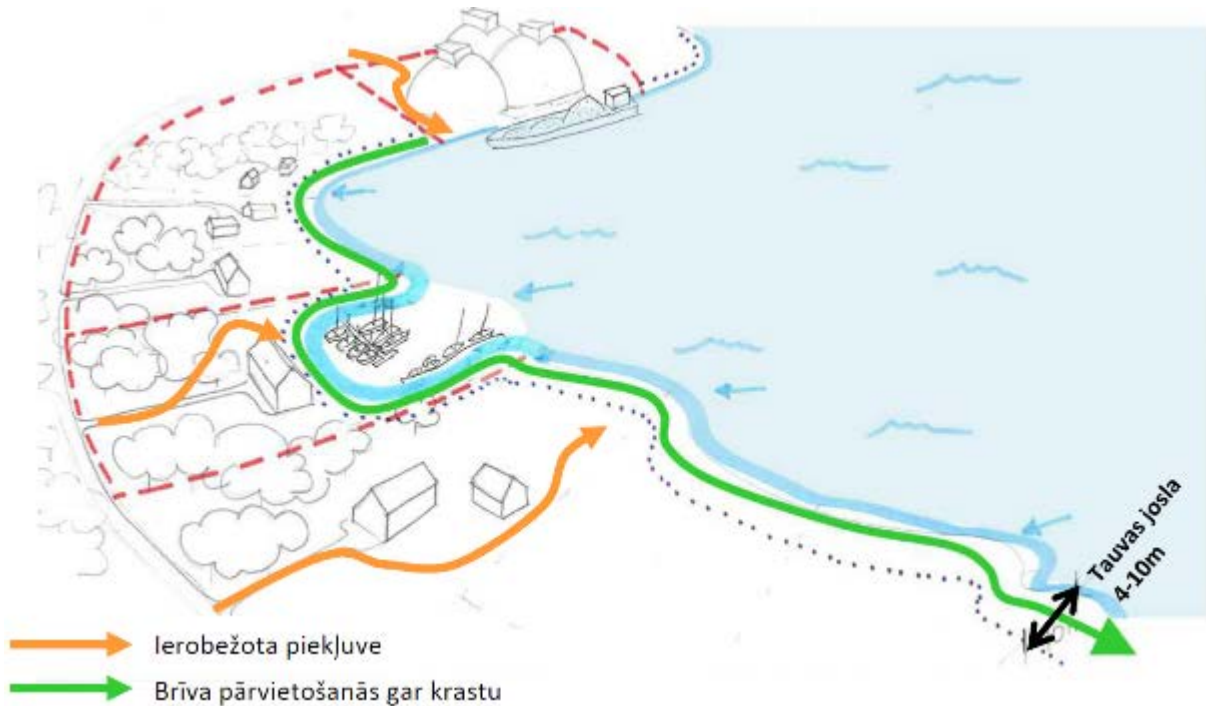 Tauvas josla
4-10m
Ierobežota piekļuve
Brīva pārvietošanās gar krastu